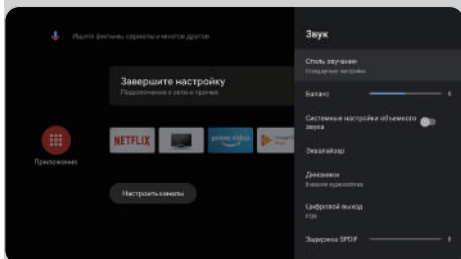 Ищите фильмы, сериалы и многое другое
Завершите настройку
Подключение к сети и прочее
NETFLIX
prime video
Приложения
Настроить каналы
Звук
Стиль звучания
Стандартные настройки
Баланс
Системные настройки объемного
звука
Эквалайзер
Динамики
Внешняя аудиосистема
Цифровой выход
PCM
Задержка SPDIF